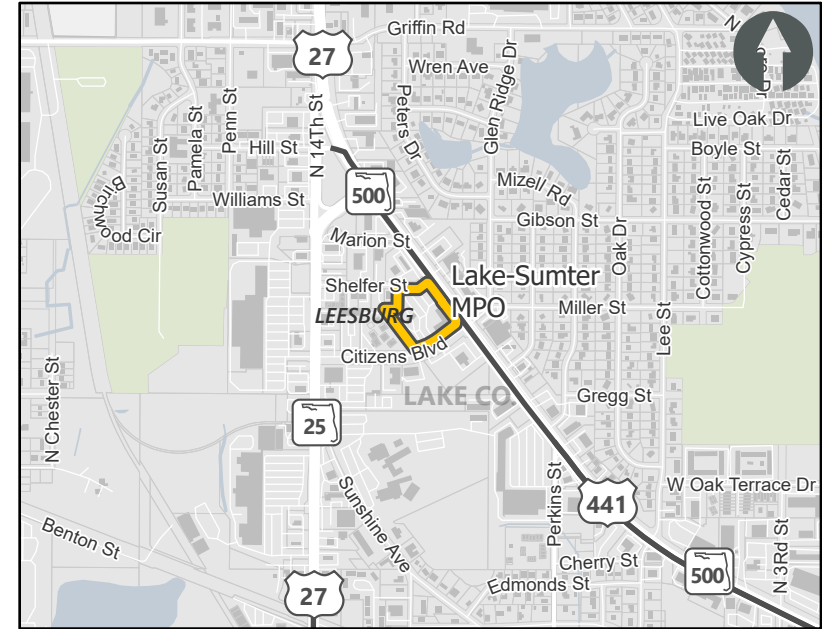 Griffin Rd
27
Wren Ave
Glen Ridge Dr
Peters Dr
N 14Th St
Penn St
Pamela St
Susan St
Hill St
Live Oak Dr
Boyle St
Birchwood Cir
Williams St
500
Mizell Rd
Gibson St
Marion St
Oak Dr
Cottonwood St
Cypress St
Cedar St
Shelfer St
Lake-Sumter
MPO
LEESBURG
Miller St
Lee St
Citizens Blvd
LAKE CO
N Chester St
Gregg St
25
Sunshine Ave
Perkins St
441
W Oak Terrace Dr
Benton St
Cherry St
Edmonds St
500
N 3Rd St
27